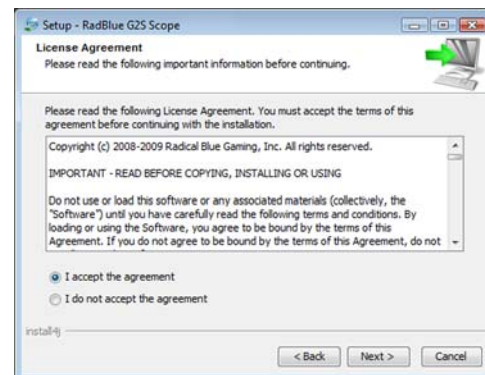 Setup - RadBlue G2S Scope
License Agreement
Please read the following important information before continuing.
Please read the following License Agreement. You must accept the terms of this
agreement before continuing with the installation.
Copyright (c) 2008-2009 Radical Blue Gaming, Inc. All rights reserved.
IMPORTANT - READ BEFORE COPYING, INSTALLING OR USING
Do not use or load this software or any associated materials (collectively, the
"Software") until you have carefully read the following terms and conditions. By
loading or using the Software, you agree to be bound by the terms of this
Agreement. If you do not agree to be bound by the terms of this Agreement, do not
I accept the agreement
I do not accept the agreement
install4j
< Back Next > Cancel